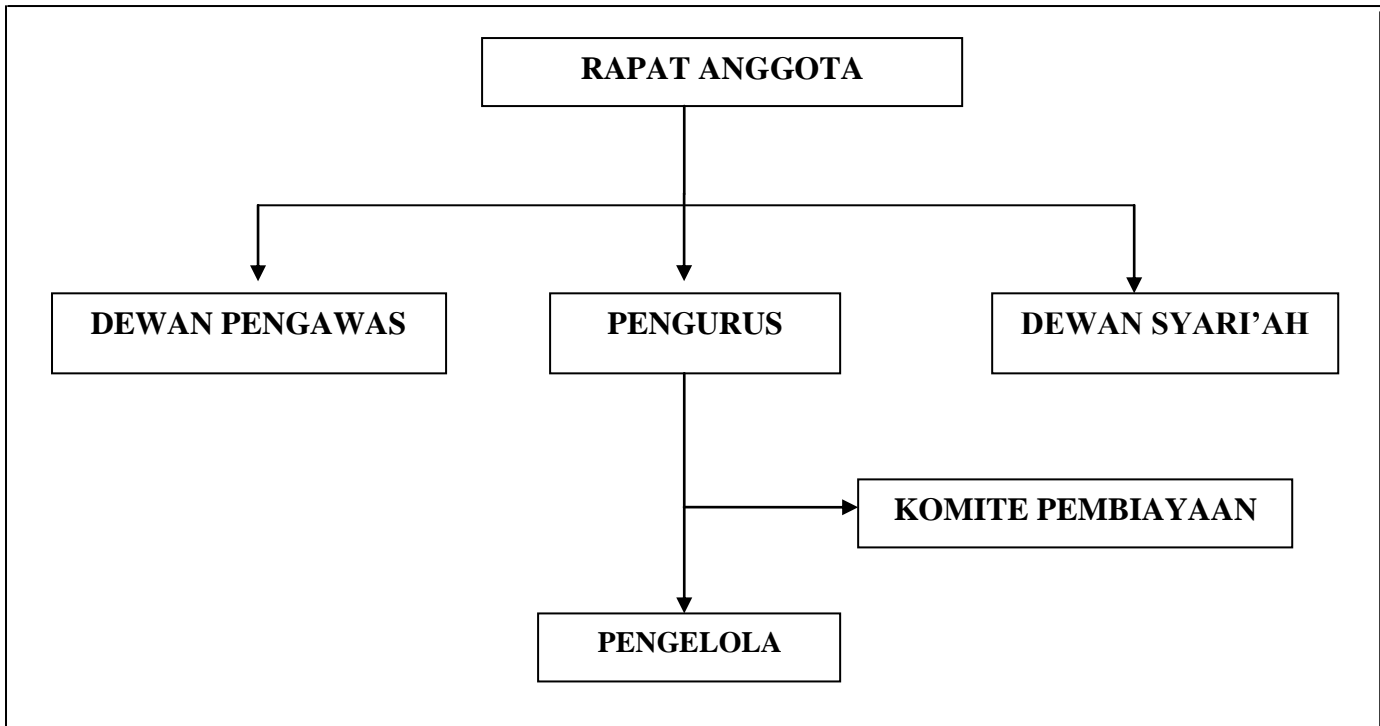 RAPAT ANGGOTA
DEWAN PENGAWAS
PENGURUS
DEWAN SYARI’AH
KOMITE PEMBIAYAAN
PENGELOLA